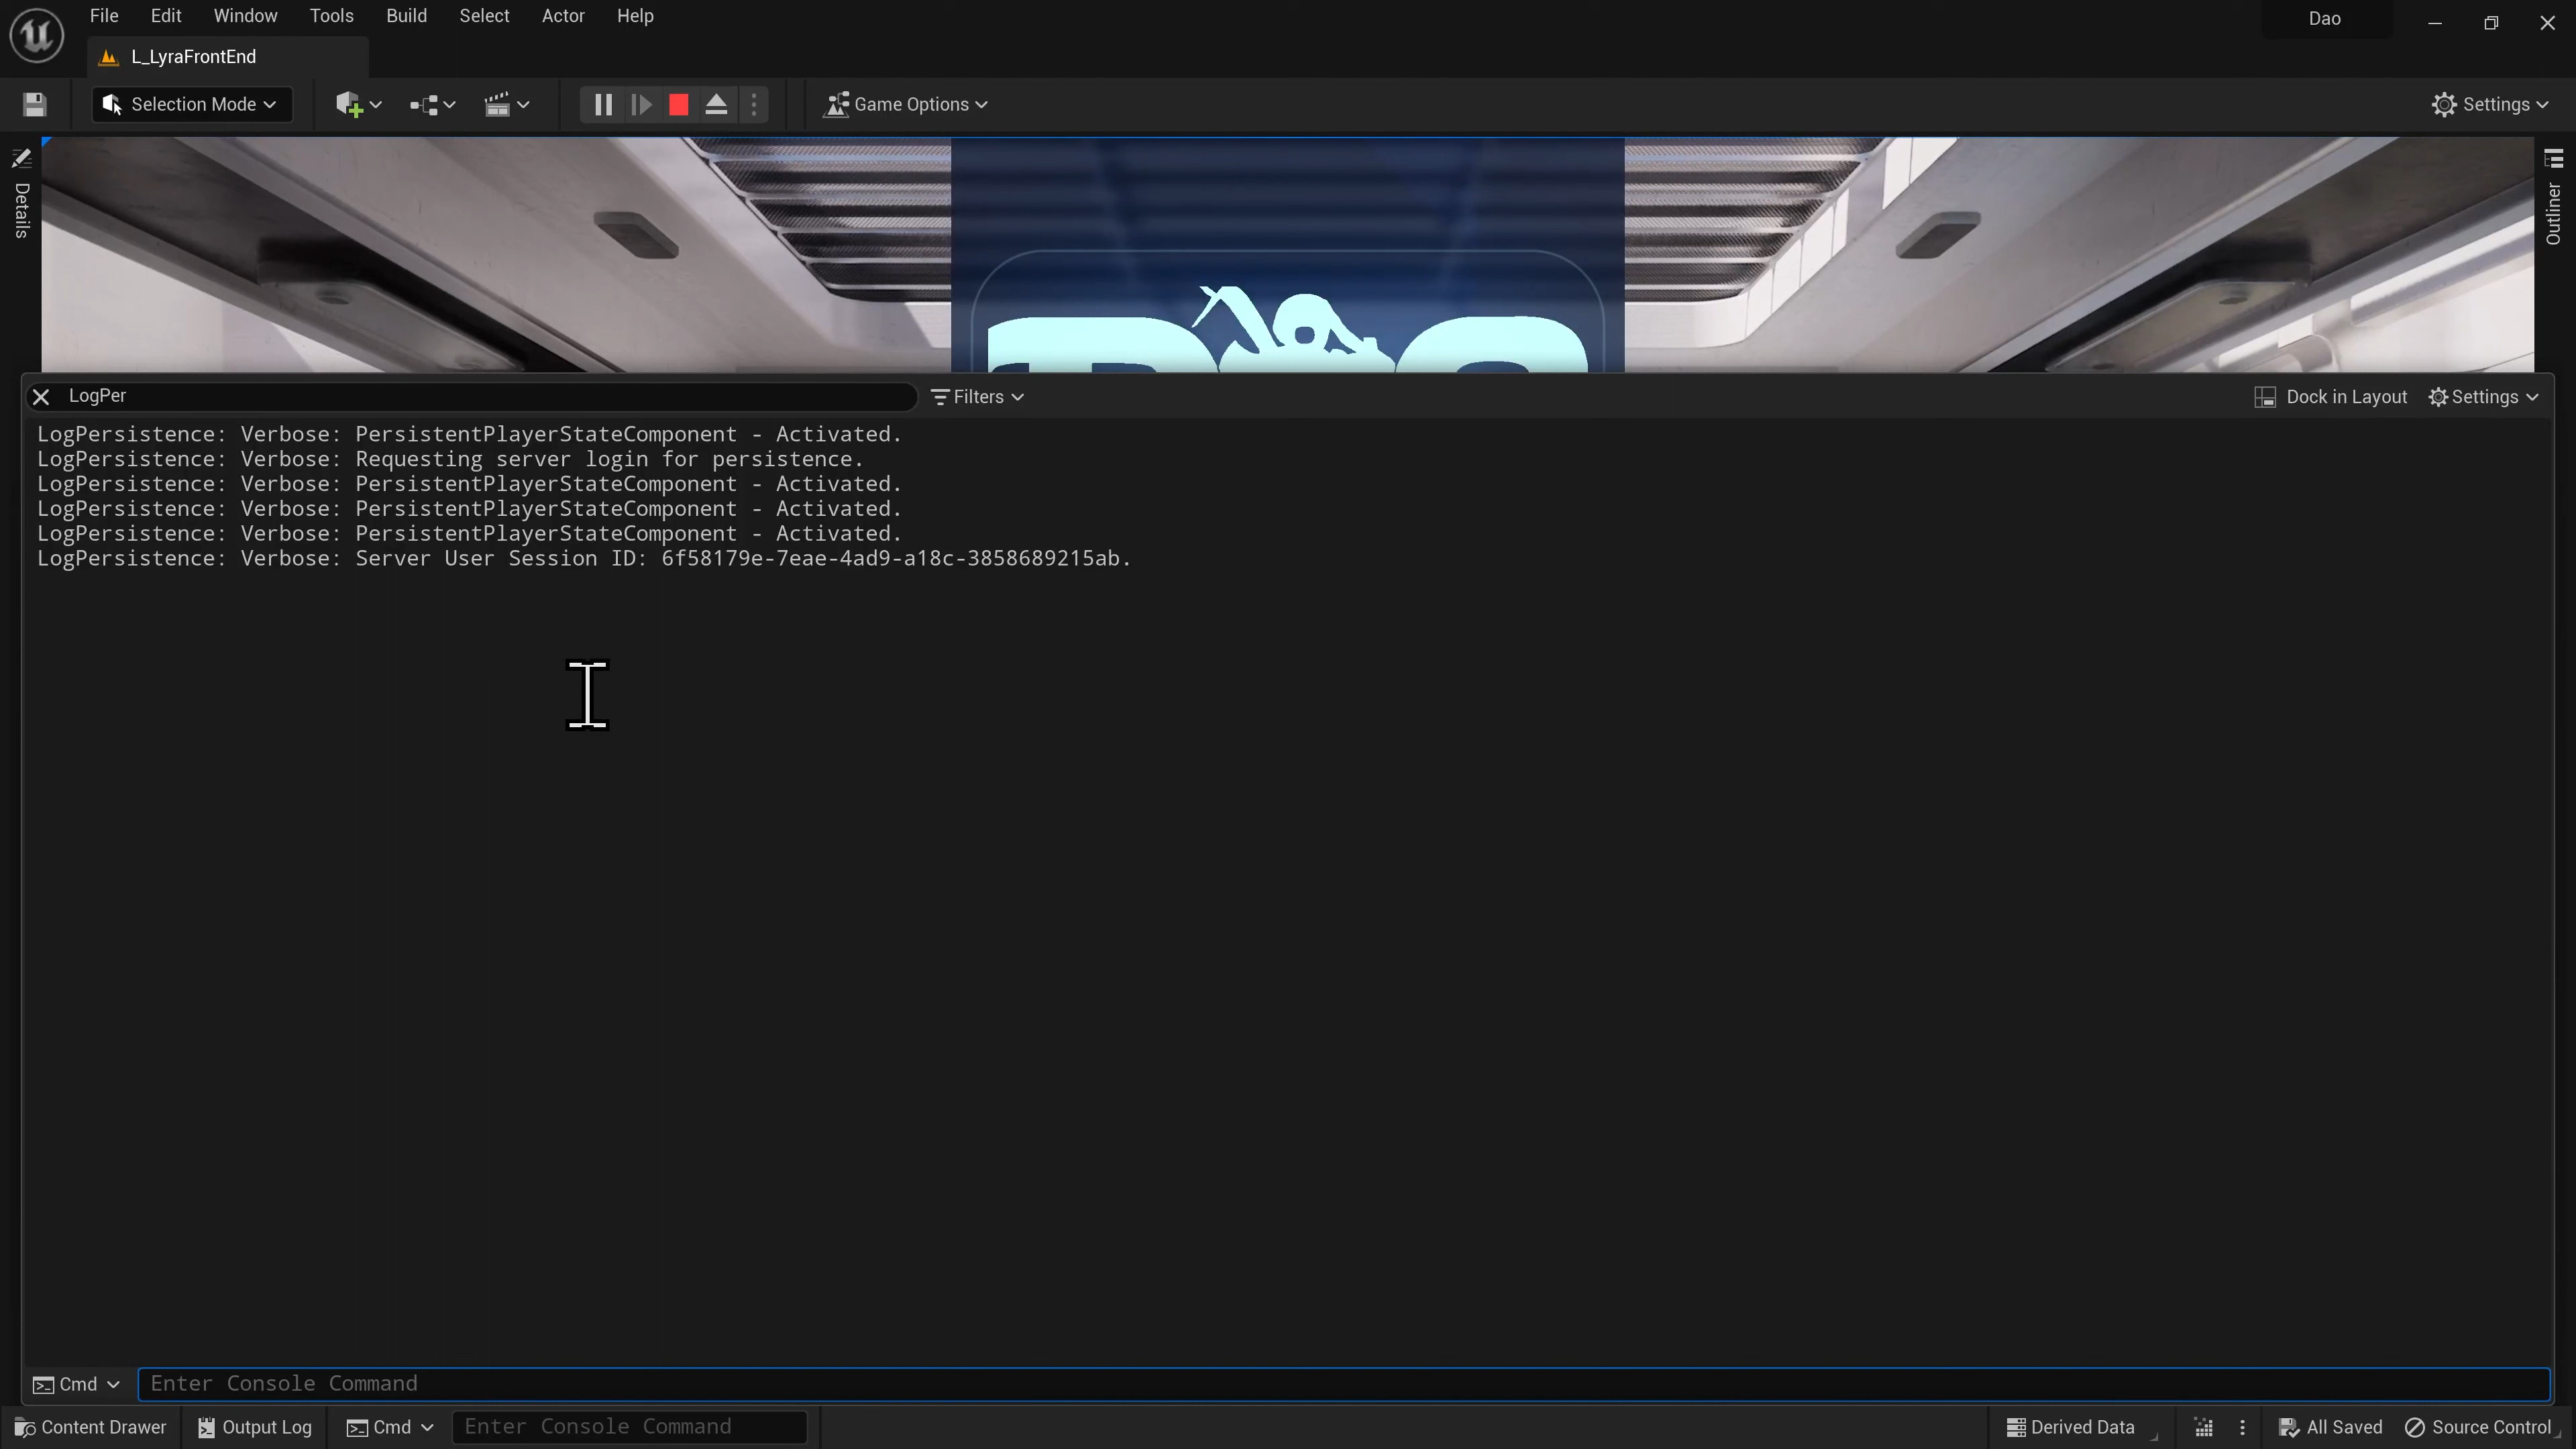 File Edit Window Tools Build Select Actor Help
Dao
L_LyraFrontEnd
Selection Mode
Game Options
Settings
Details
Outliner
LogPer
Filters
Dock in Layout
Settings
LogPersistence: Verbose: PersistentPlayerStateComponent - Activated.
LogPersistence: Verbose: Requesting server login for persistence.
LogPersistence: Verbose: PersistentPlayerStateComponent - Activated.
LogPersistence: Verbose: PersistentPlayerStateComponent - Activated.
LogPersistence: Verbose: PersistentPlayerStateComponent - Activated.
LogPersistence: Verbose: Server User Session ID: 6f58179e-7eae-4ad9-a18c-3858689215ab.
Cmd
Enter Console Command
Content Drawer
Output Log
Cmd
Enter Console Command
Derived Data
All Saved
Source Control